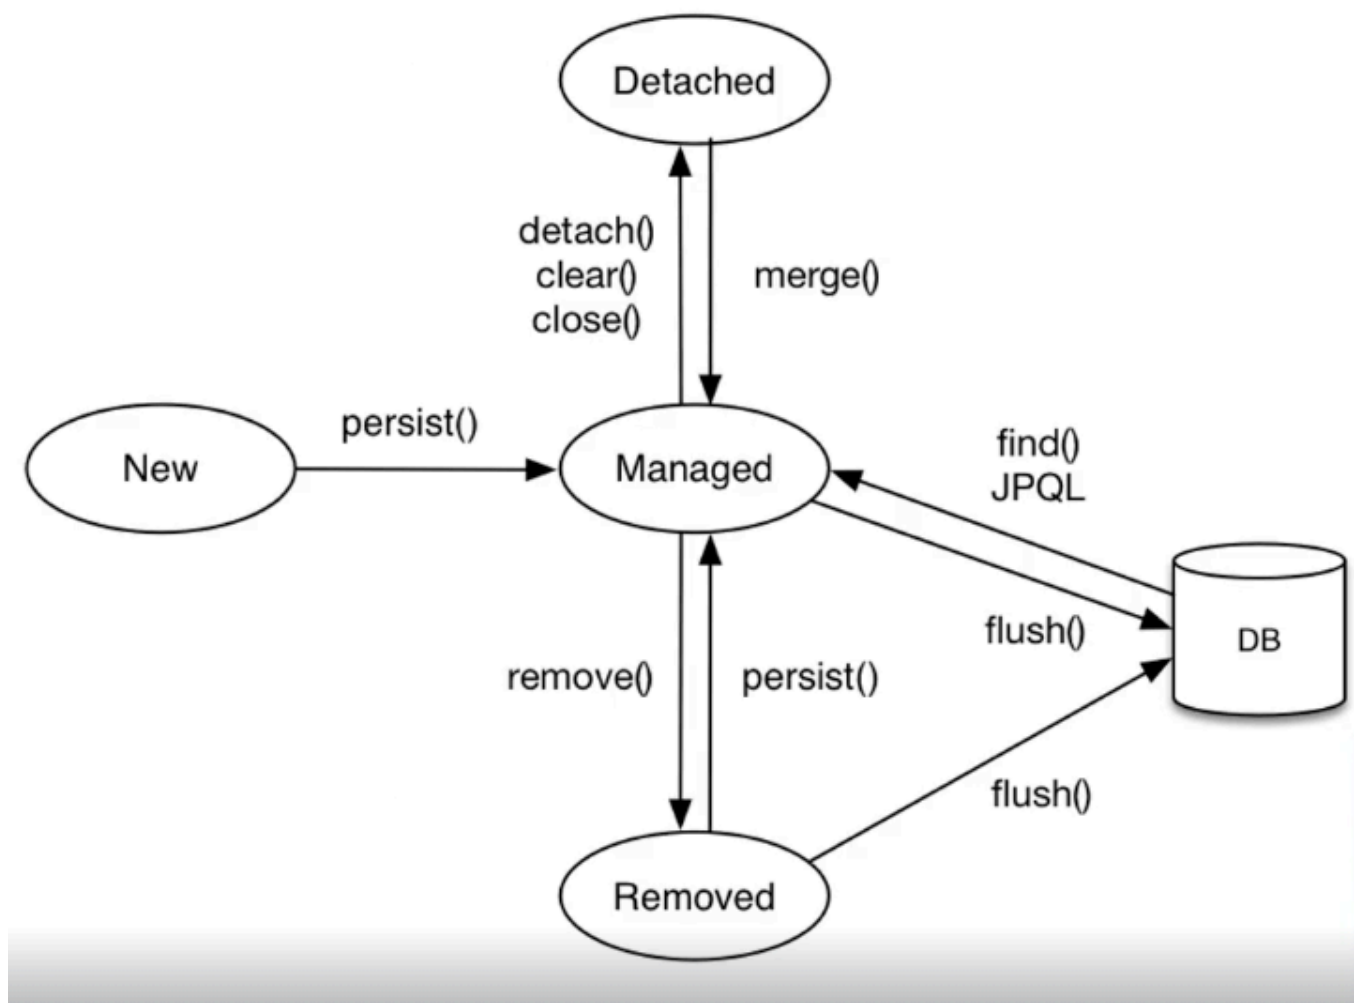 Detached
detach()
clear()
close()
merge()
New
persist()
Managed
find()
JPQL
flush()
DB
remove()
persist()
flush()
Removed